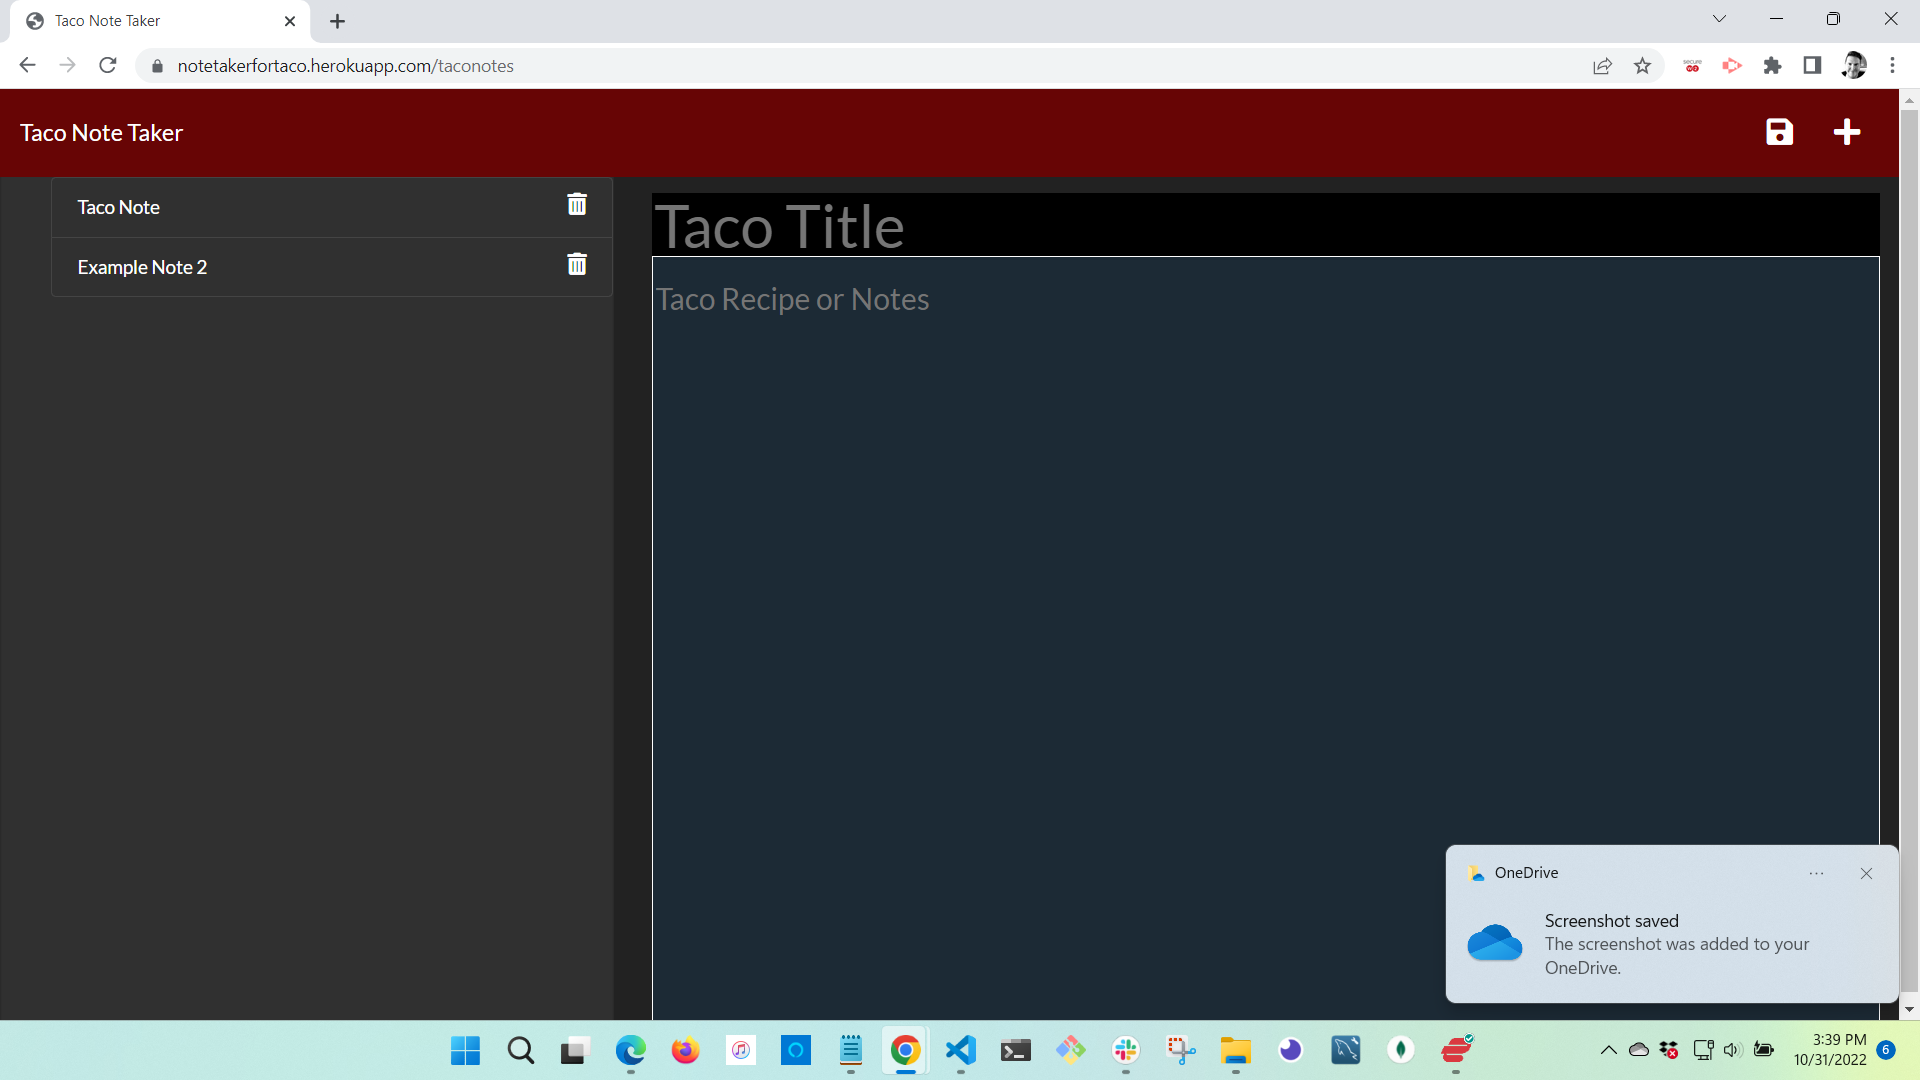 Taco Note Taker
notetakerfortaco.herokuapp.com/taconotes
Taco Note Taker
Taco Note
Example Note 2
Taco Title
Taco Recipe or Notes
OneDrive
Screenshot saved
The screenshot was added to your
OneDrive.
3:39 PM
10/31/2022
6